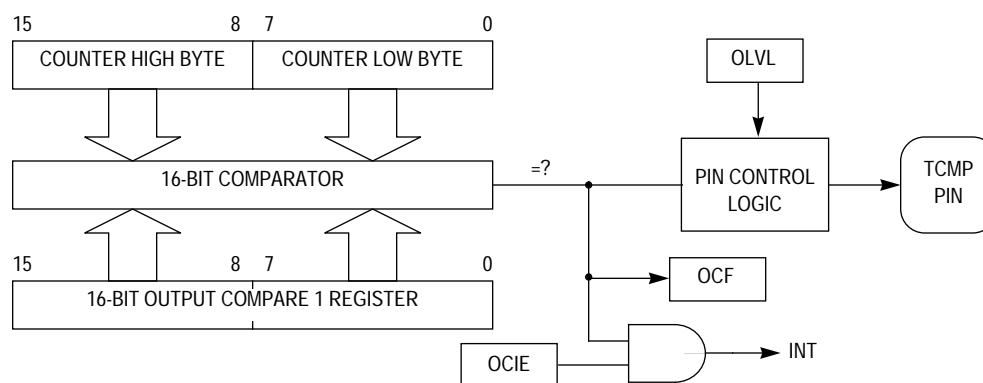 15 8 7 0
COUNTER HIGH BYTE COUNTER LOW BYTE
OLVL
16-BIT COMPARATOR
=?
PIN CONTROL
LOGIC
TCMP
PIN
15 8 7 0
16-BIT OUTPUT COMPARE 1 REGISTER
OCF
OCIE
INT